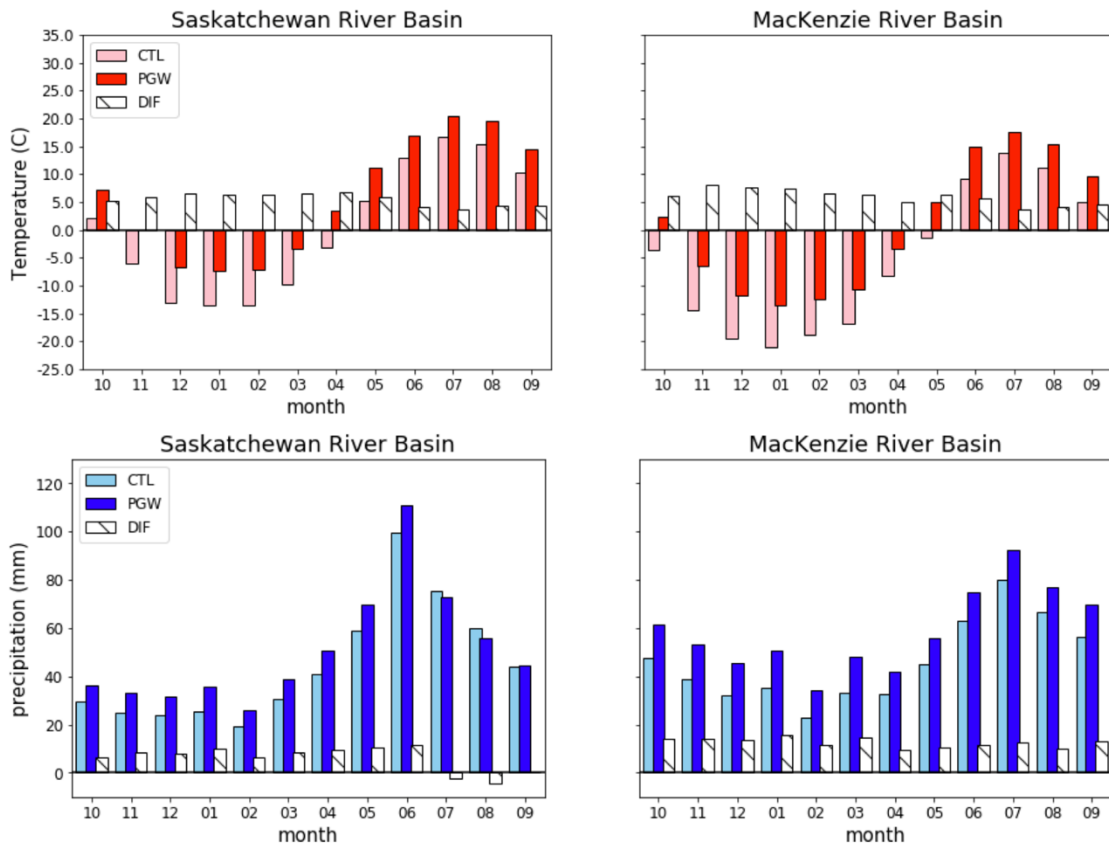 Saskatchewan River Basin
35.0
30.0
25.0
20.0
15.0
10.0
5.0
0.0
-5.0
-10.0
-15.0
-20.0
-25.0
Temperature (C)
CTL
PGW
DIF
10 11 12 01 02 03 04 05 06 07 08 09
month
MacKenzie River Basin
10 11 12 01 02 03 04 05 06 07 08 09
month
Saskatchewan River Basin
120
100
80
60
40
20
0
precipitation (mm)
CTL
PGW
DIF
10 11 12 01 02 03 04 05 06 07 08 09
month
MacKenzie River Basin
10 11 12 01 02 03 04 05 06 07 08 09
month